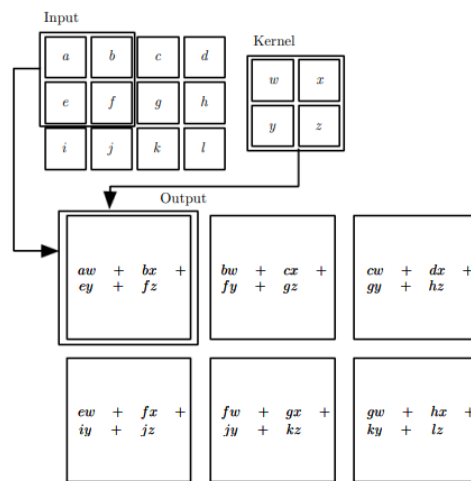 Input
a b c d
Kernel
w x
e f g h
y z
i j k l
Output
aw + bx +
ey + fz
bw + cx +
fy + gz
cw + dx +
gy + hz
ew + fx +
iy + jz
fw + gx +
jy + kz
gw + hx +
ky + lz